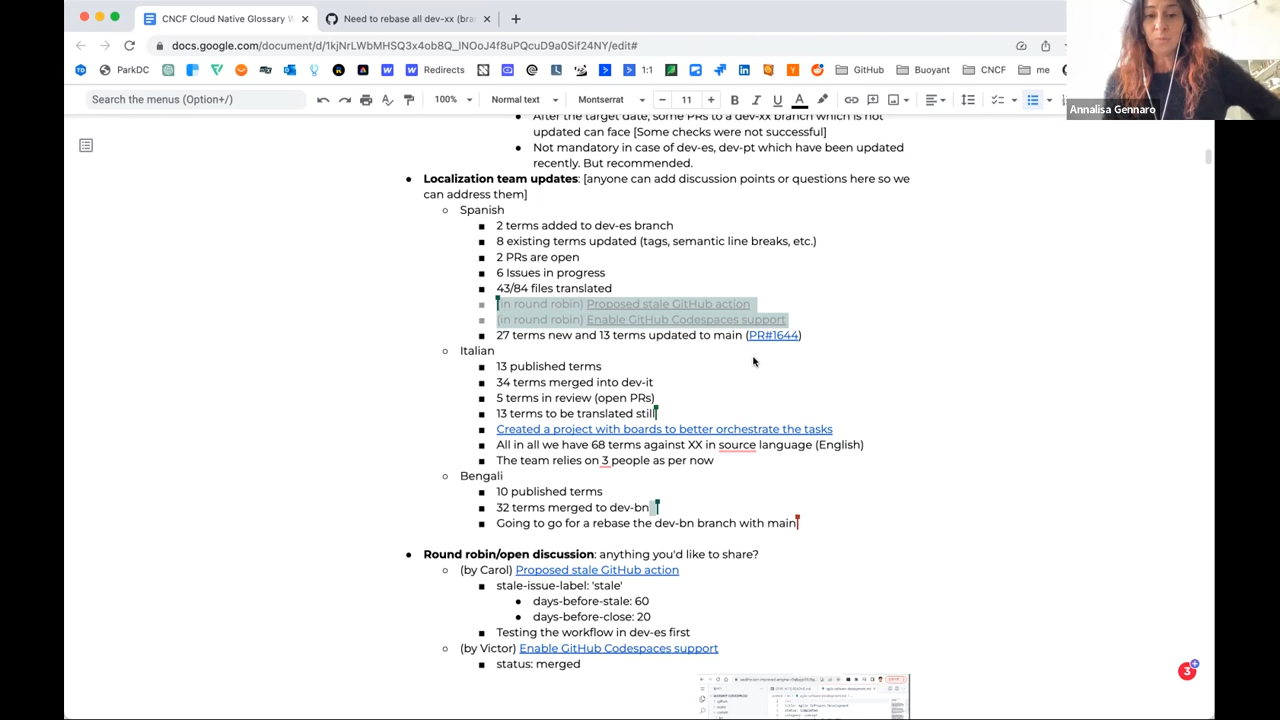 CNCF Cloud Native Glossary W
Need to rebase all dev-xx (bra
docs.google.com/document/d/1kjNrLWbMHSQ3x4ob8Q_lNOoJ4f8uPQcuD9a0Sif24NY/edit#
ParkDC
Redirects
1:1
GitHub
Buoyant
CNCF
me
Annalisa Gennaro
Search the menus (Option+/)
100%
Normal text
Montserrat
11
After the target date, some PRs to a dev-xx branch which is not
updated can face [Some checks were not successful]
Not mandatory in case of dev-es, dev-pt which have been updated
recently. But recommended.
Localization team updates: [anyone can add discussion points or questions here so we
can address them]
Spanish
2 terms added to dev-es branch
8 existing terms updated (tags, semantic line breaks, etc.)
2 PRs are open
6 Issues in progress
43/84 files translated
(in round robin) Proposed stale GitHub action
(in round robin) Enable GitHub Codespaces support
27 terms new and 13 terms updated to main (PR#1644)
Italian
13 published terms
34 terms merged into dev-it
5 terms in review (open PRs)
13 terms to be translated still
Created a project with boards to better orchestrate the tasks
All in all we have 68 terms against XX in source language (English)
The team relies on 3 people as per now
Bengali
10 published terms
32 terms merged to dev-bn
Going to go for a rebase the dev-bn branch with main
Round robin/open discussion: anything you'd like to share?
(by Carol) Proposed stale GitHub action
stale-issue-label: 'stale'
days-before-stale: 60
days-before-close: 20
Testing the workflow in dev-es first
(by Victor) Enable GitHub Codespaces support
status: merged
3